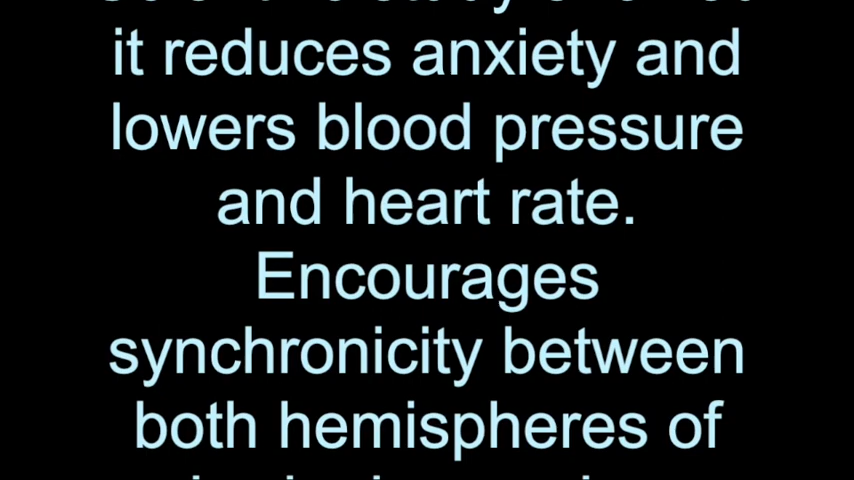 it reduces anxiety and
lowers blood pressure
and heart rate.
Encourages
synchronicity between
both hemispheres of